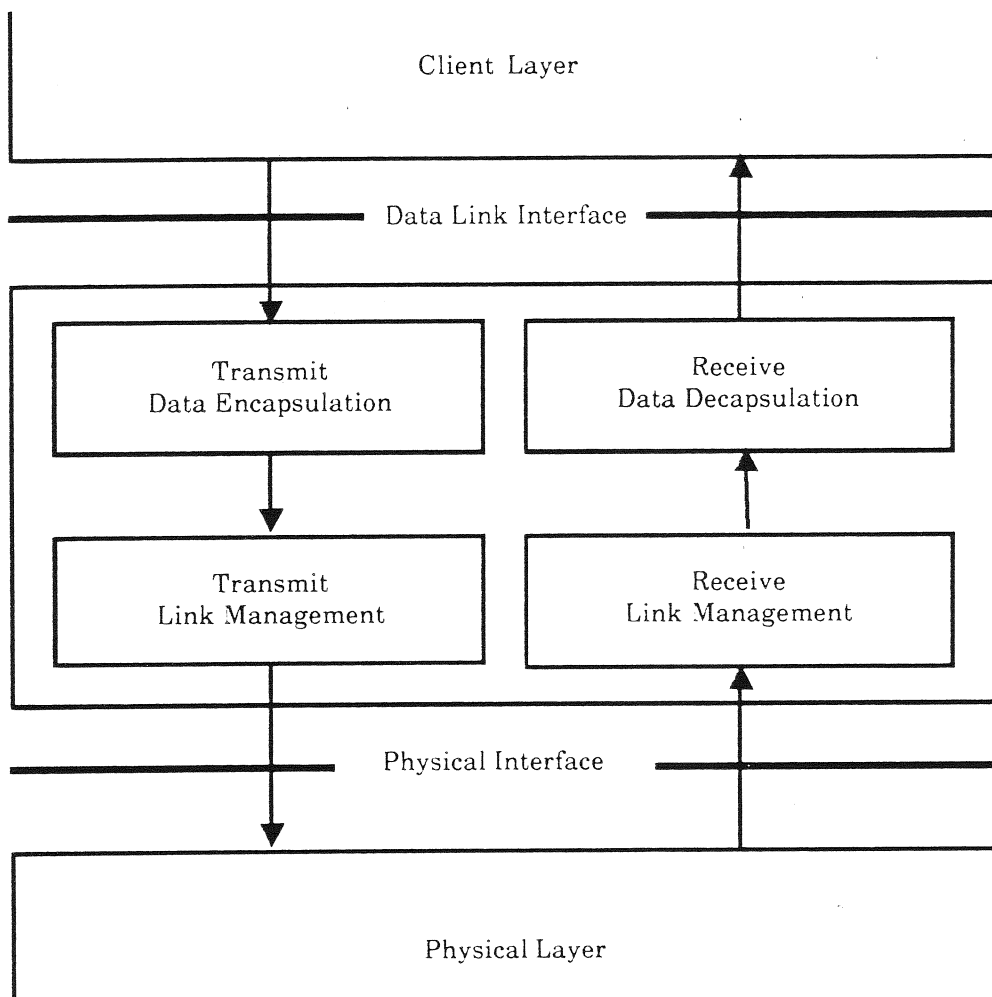 Client Layer
Data Link Interface
Transmit
Data Encapsulation
Receive
Data Decapsulation
Transmit
Link Management
Receive
Link Management
Physical Interface
Physical Layer